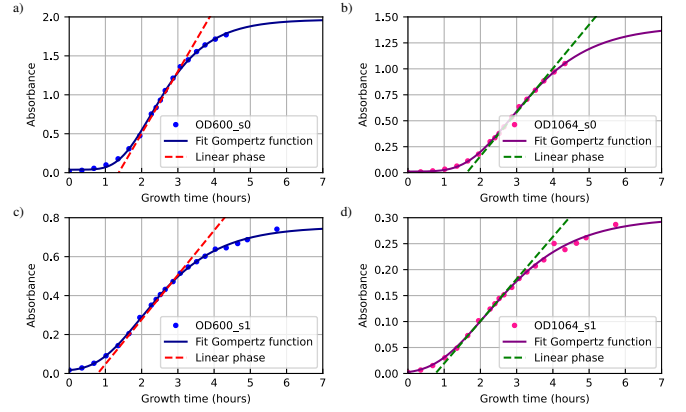 a)
2.0
1.5
1.0
0.5
0.0
Absorbance
OD600_s0
Fit Gompertz function
Linear phase
0 1 2 3 4 5 6 7
Growth time (hours)
b)
1.50
1.25
1.00
0.75
0.50
0.25
0.00
Absorbance
OD1064_s0
Fit Gompertz function
Linear phase
0 1 2 3 4 5 6 7
Growth time (hours)
c)
0.8
0.6
0.4
0.2
0.0
Absorbance
OD600_s1
Fit Gompertz function
Linear phase
0 1 2 3 4 5 6 7
Growth time (hours)
d)
0.30
0.25
0.20
0.15
0.10
0.05
0.00
Absorbance
OD1064_s1
Fit Gompertz function
Linear phase
0 1 2 3 4 5 6 7
Growth time (hours)